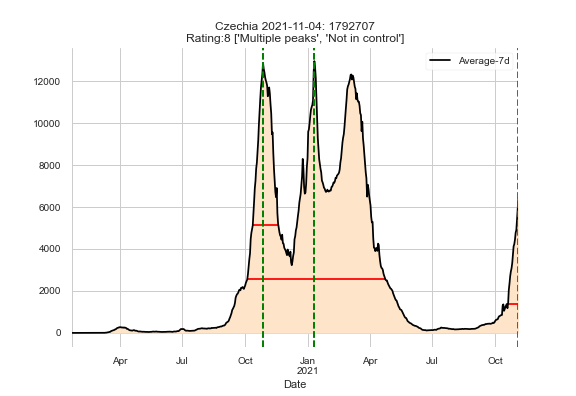 Czechia 2021-11-04: 1792707
Rating:8 ['Multiple peaks', 'Not in control']
Average-7d
12000
10000
8000
6000
4000
2000
0
Apr Jul Oct Jan Apr Jul Oct
2021
Date